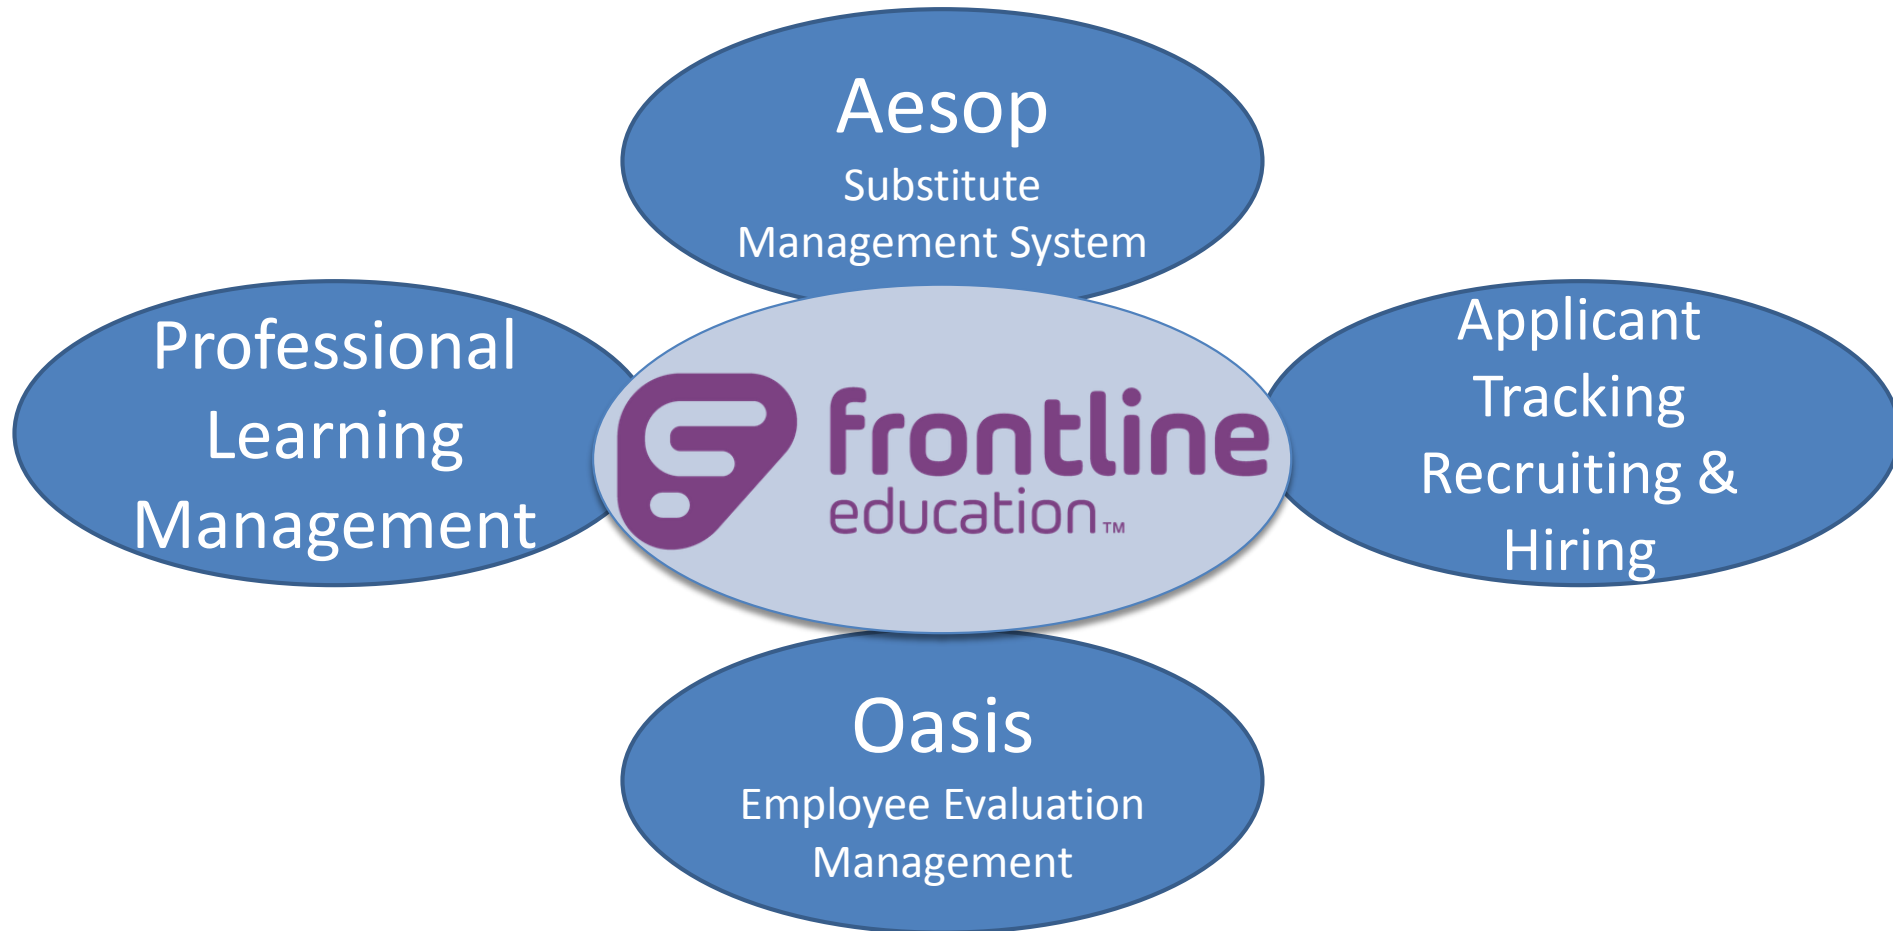 Aesop
Substitute
Management System
Professional
Learning
Management
frontline
education™
Applicant
Tracking
Recruiting &
Hiring
Oasis
Employee Evaluation
Management